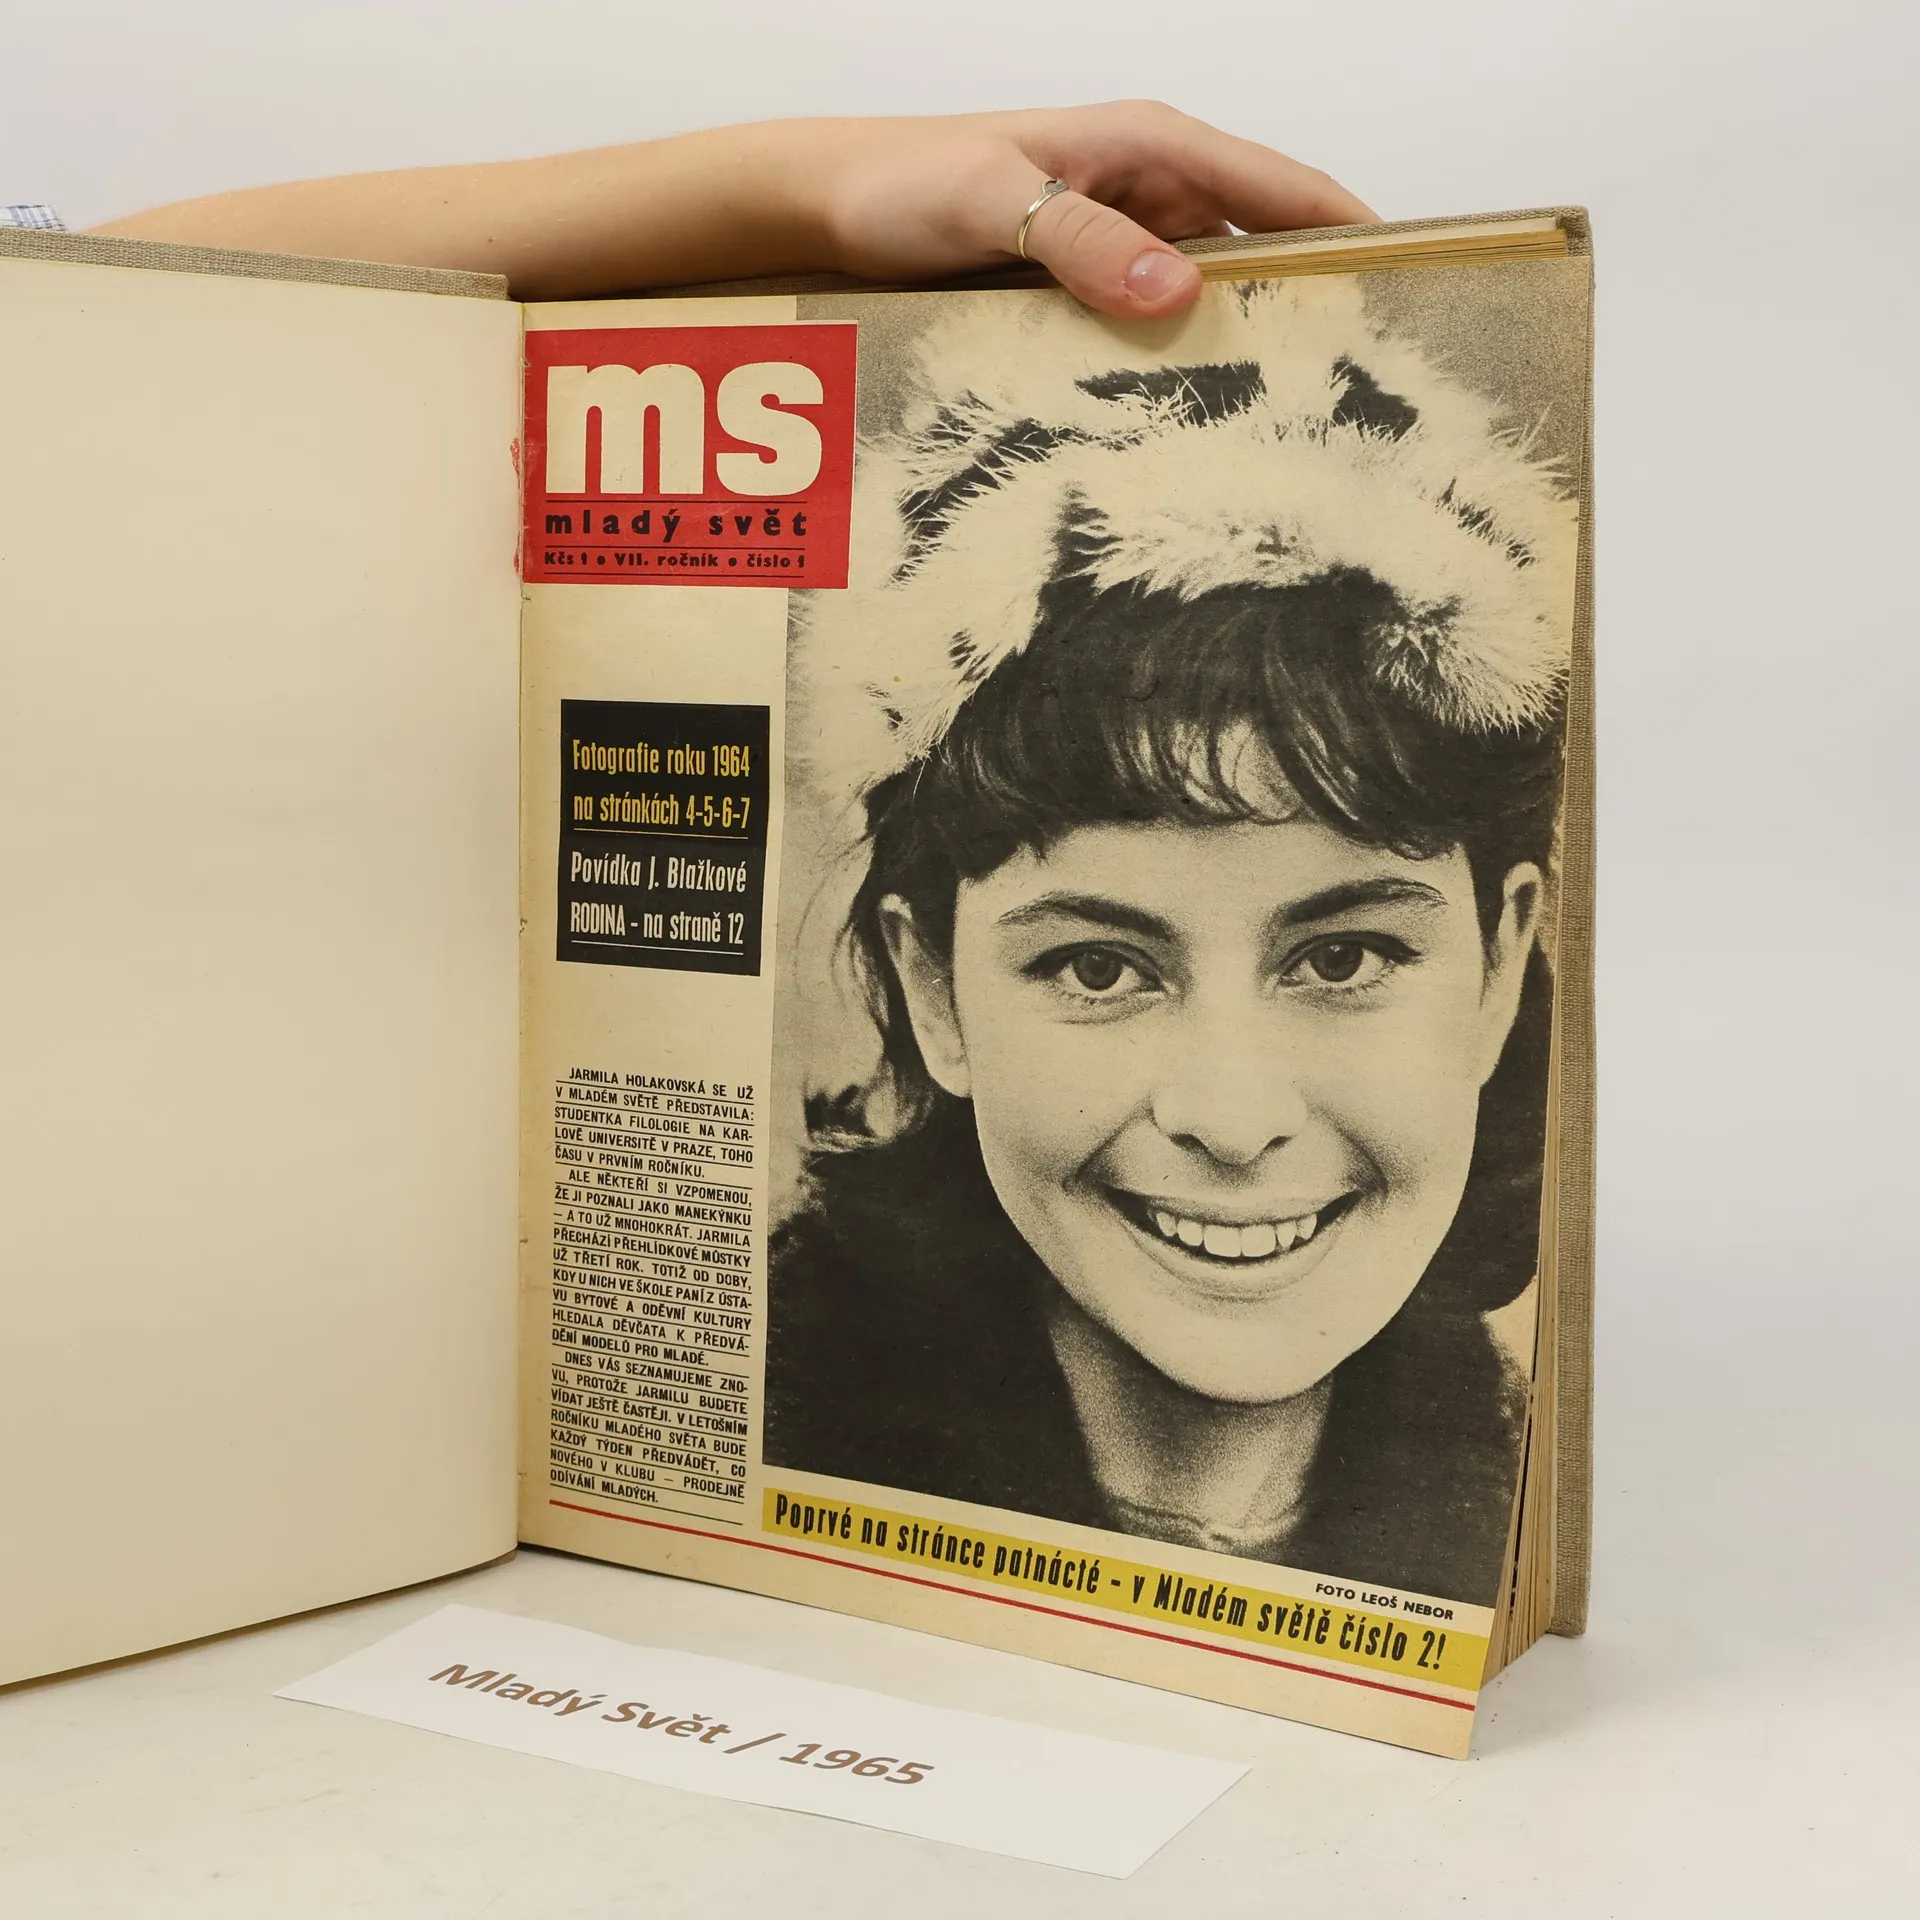 ms
mladý svět
Kčs 1 • VII. ročník • číslo 1
Fotografie roku 1964
na stránkách 4-5-6-7
Povídka J. Blažkové
RODINA - na straně 12
JARMILA HOLAKOVSKÁ SE UŽ
V MLADÉM SVĚTĚ PŘEDSTAVILA:
STUDENTKA FILOLOGIE NA KAR-
LOVĚ UNIVERSITĚ V PRAZE, TOHO
ČASU V PRVNÍM ROČNÍKU.
ALE NĚKTEŘÍ SI VZPOMENOU,
ŽE JI POZNALI JAKO MANEKÝNKU
— A TO UŽ MNOHOKRÁT. JARMILA
PŘECHÁZÍ PŘEHLÍDKOVÉ MŮSTKY
UŽ TŘETÍ ROK. TOTIŽ OD DOBY,
KDY U NICH VE ŠKOLE PANÍ Z ÚSTA-
VU BYTOVÉ A ODĚVNÍ KULTURY
HLEDALA DĚVČATA K PŘEDVÁ-
DĚNÍ MODELŮ PRO MLADÉ.
DNES VÁS SEZNAMUJEME ZNO-
VU, PROTOŽE JARMILU BUDETE
VÍDAT JEŠTĚ ČASTĚJI. V LETOŠNÍM
ROČNÍKU MLADÉHO SVĚTA BUDE
KAŽDÝ TÝDEN PŘEDVÁDĚT, CO
NOVÉHO V KLUBU — PRODEJNĚ
ODÍVÁNÍ MLADÝCH.
FOTO LEOŠ NEBOR
Poprvé na stránce patnácté - v Mladém světě číslo 2!
Mladý Svět / 1965